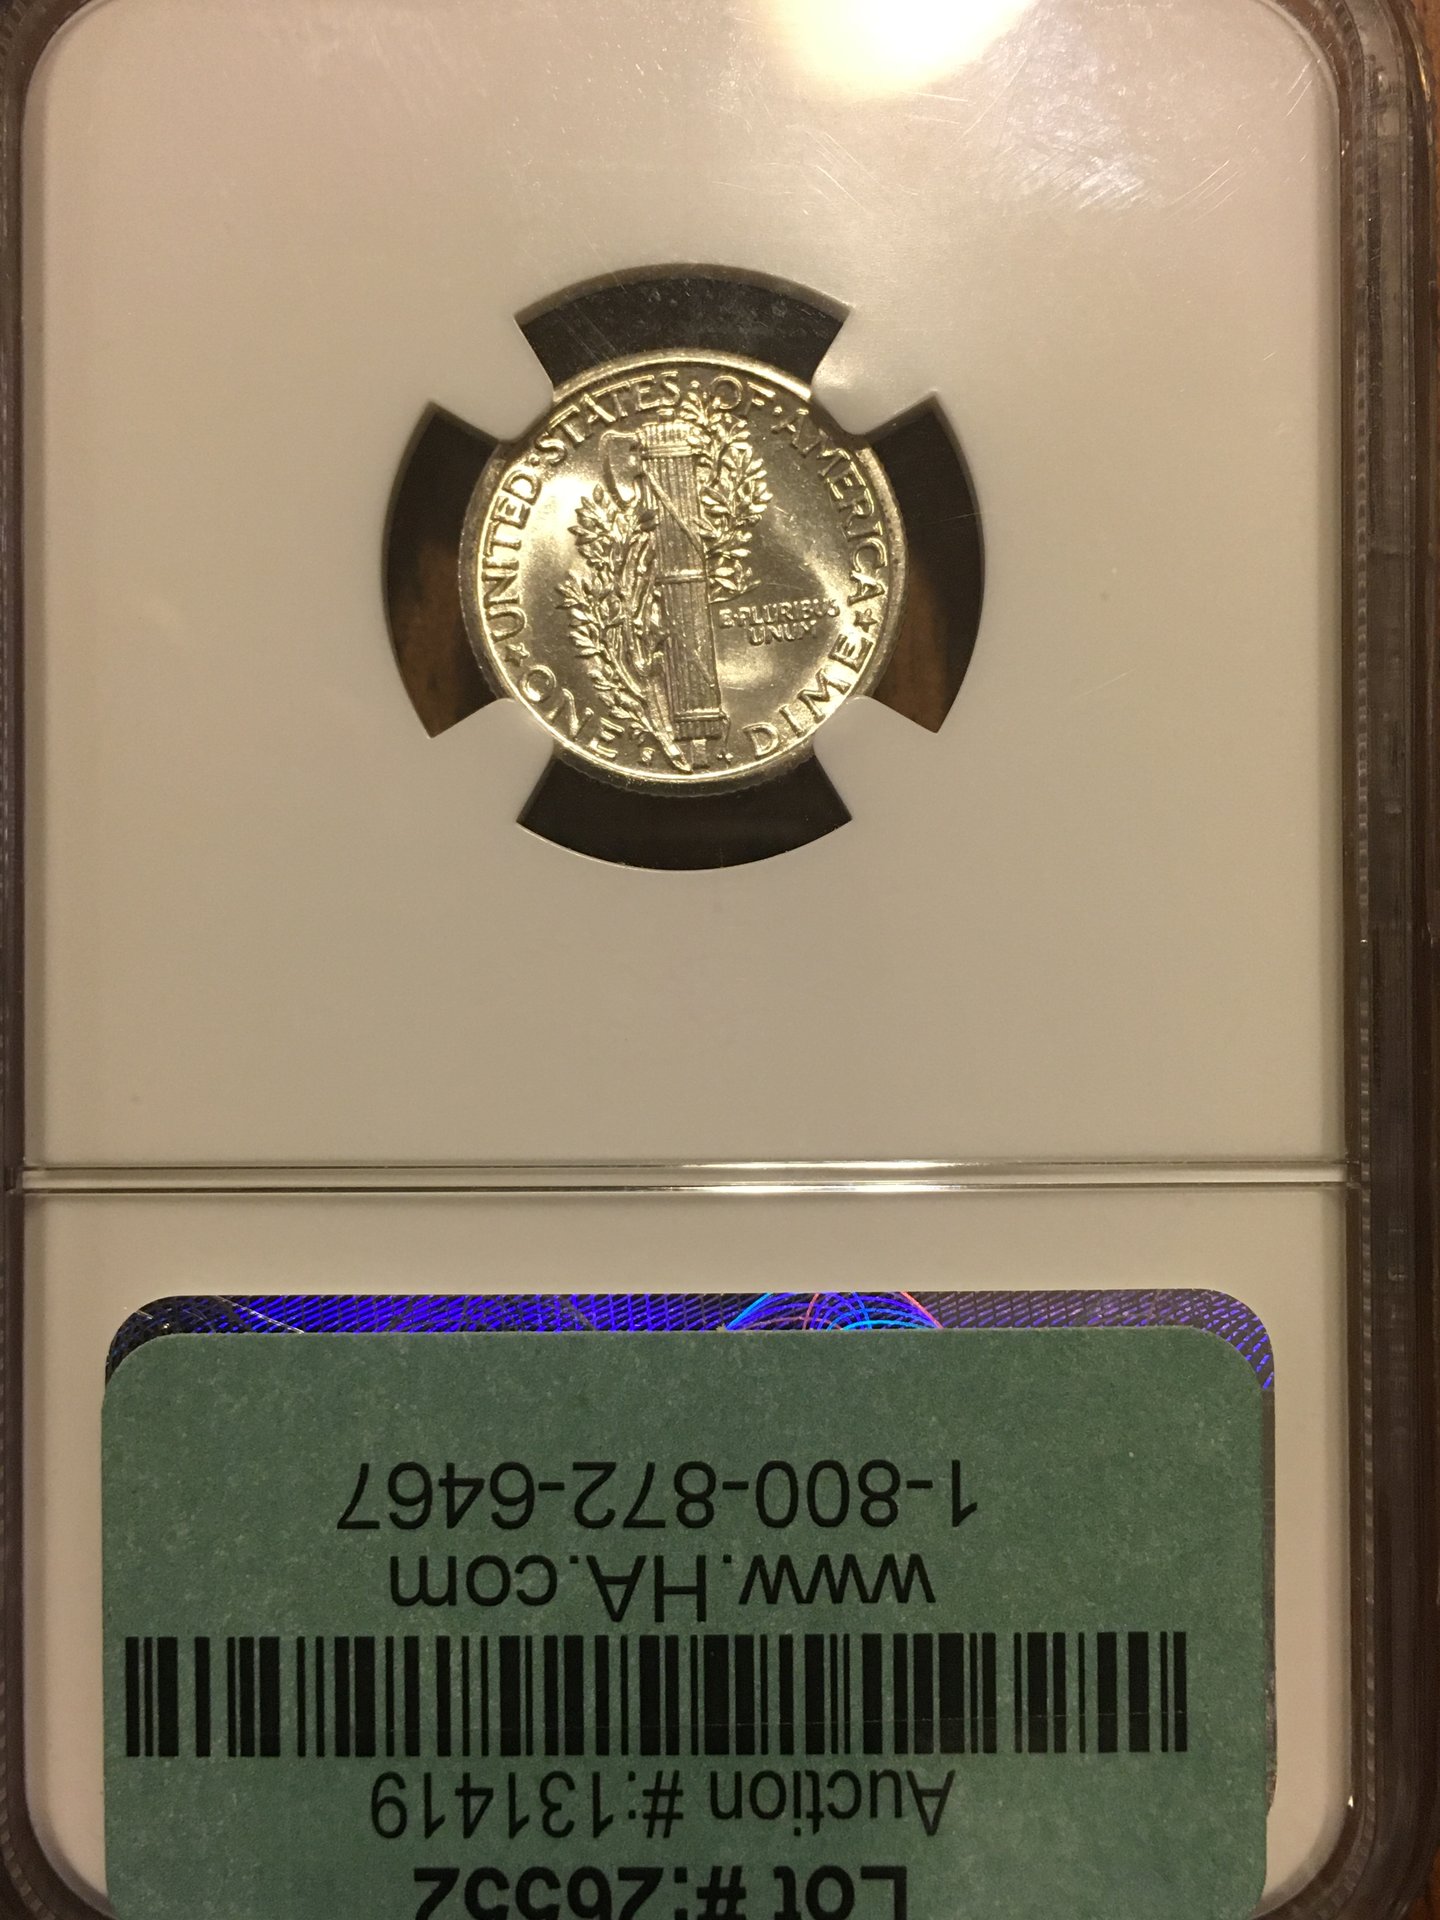 UNITED·STATES·OF·AMERICA
E·PLURIBUS
UNUM
★ ONE DIME ★
S
Lot #:26552
Auction #:131419
www.HA.com
1-800-872-6467